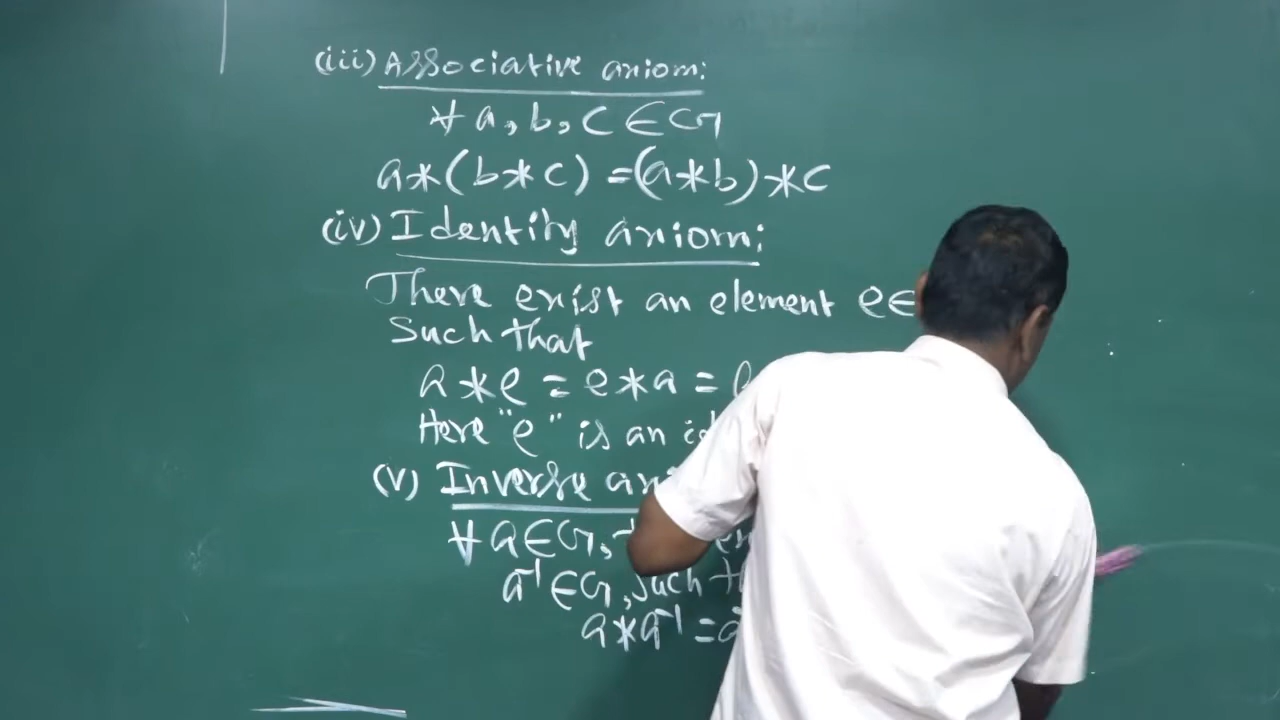 (iii) Associative axiom:
∀ a, b, c ∈ G
a*(b*c) = (a*b)*c
(iv) Identity axiom:
There exist an element e∈
Such that
a*e = e*a =
Here "e" is an
(v) Inverse
∀ a∈G,
a⁻¹ ∈G, such
a*a⁻¹ =